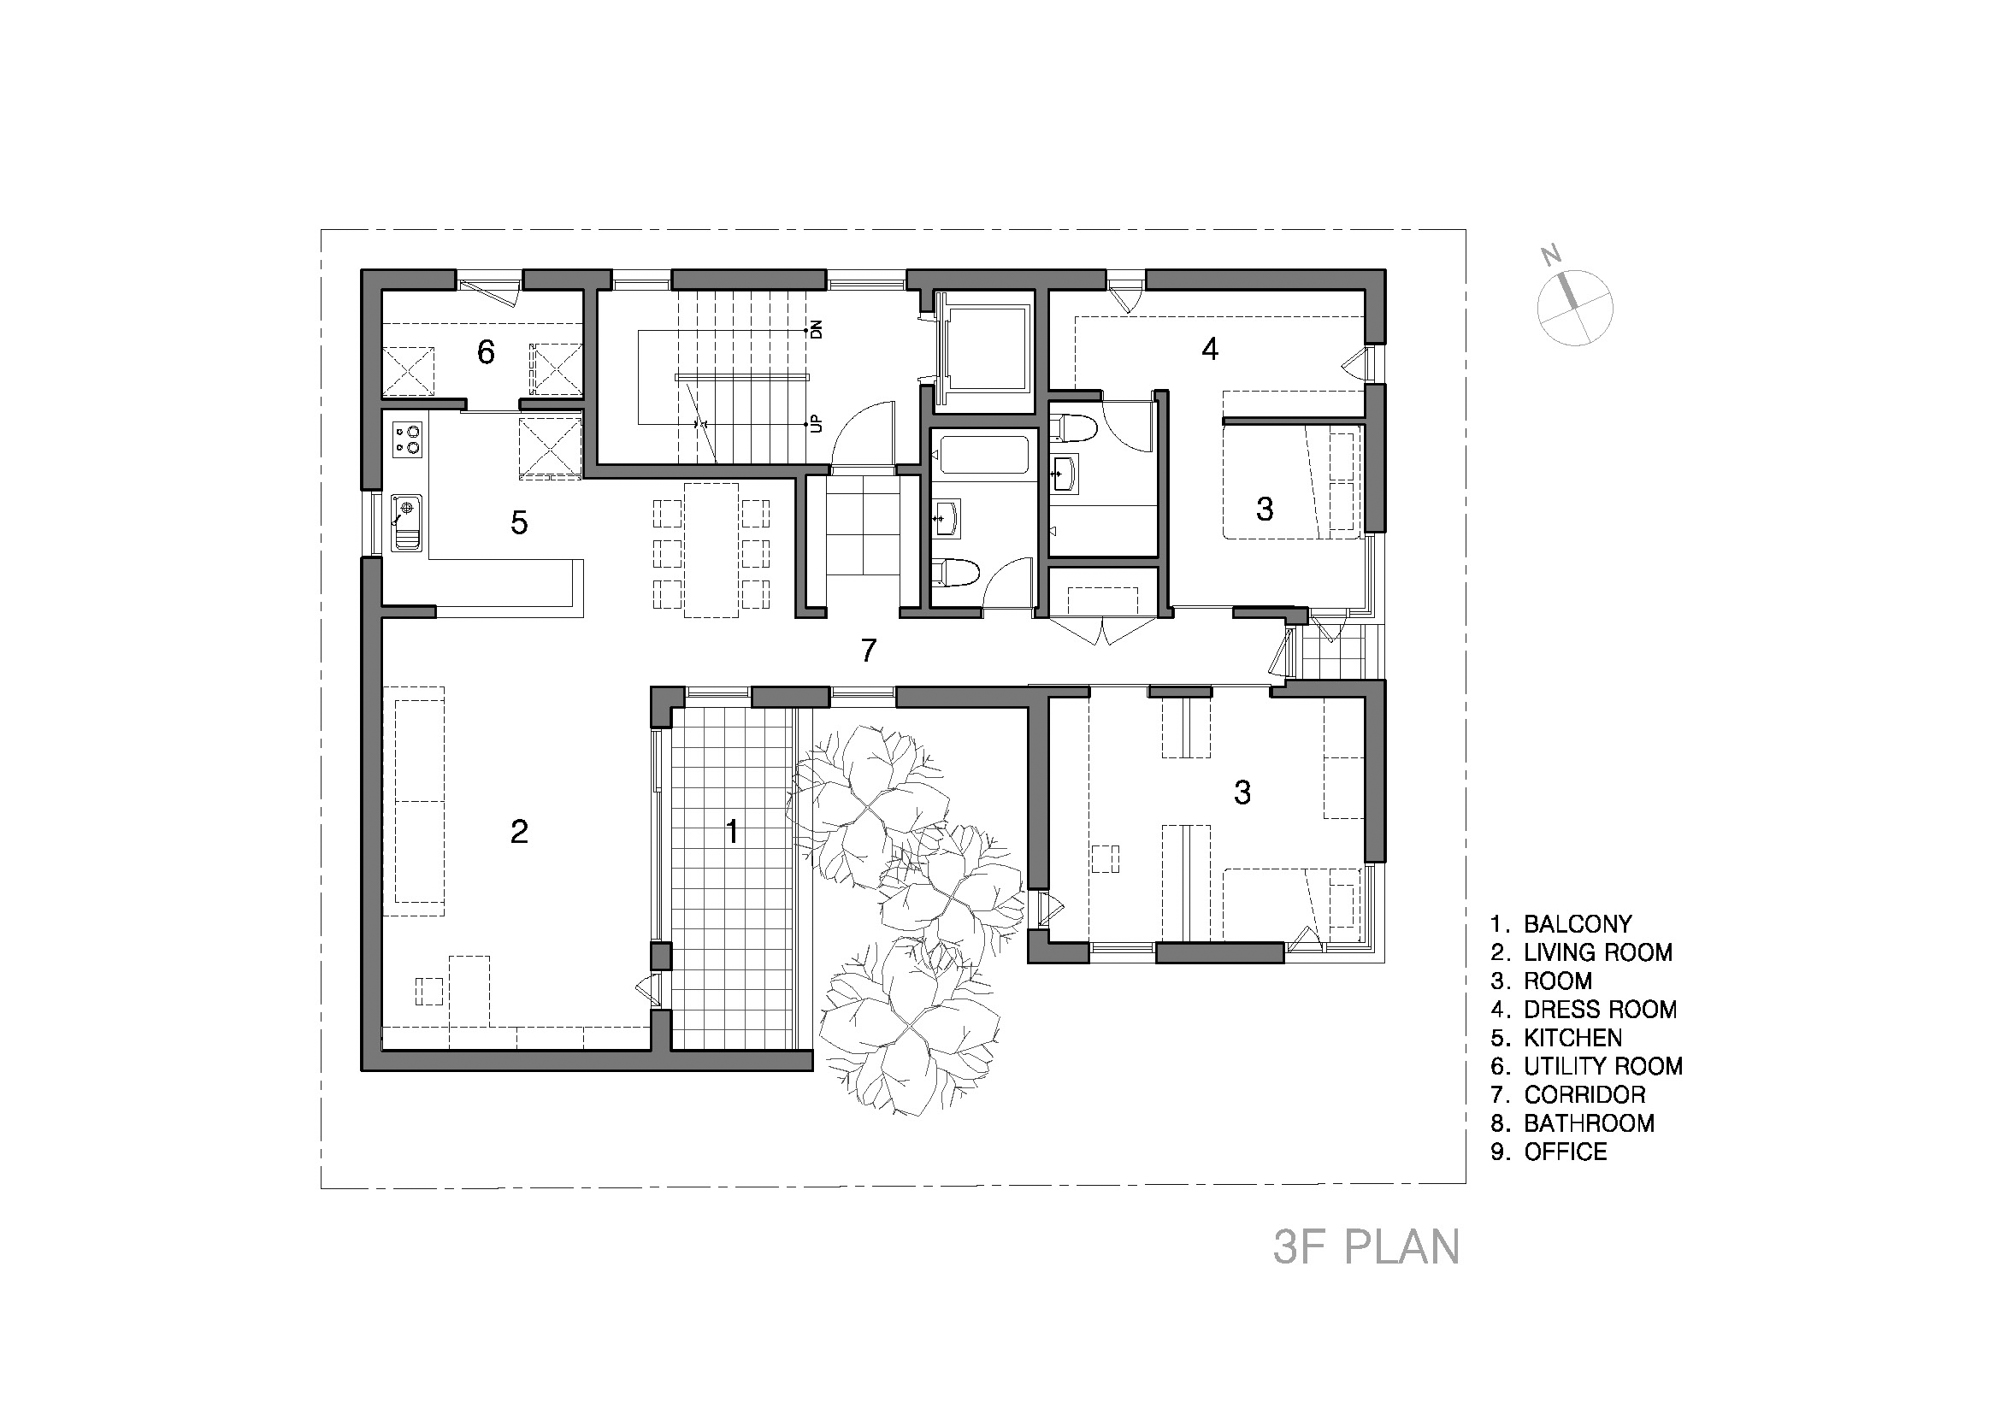 N
DN
6
4
UP
3
5
7
3
2
1
1. BALCONY
2. LIVING ROOM
3. ROOM
4. DRESS ROOM
5. KITCHEN
6. UTILITY ROOM
7. CORRIDOR
8. BATHROOM
9. OFFICE
3F PLAN